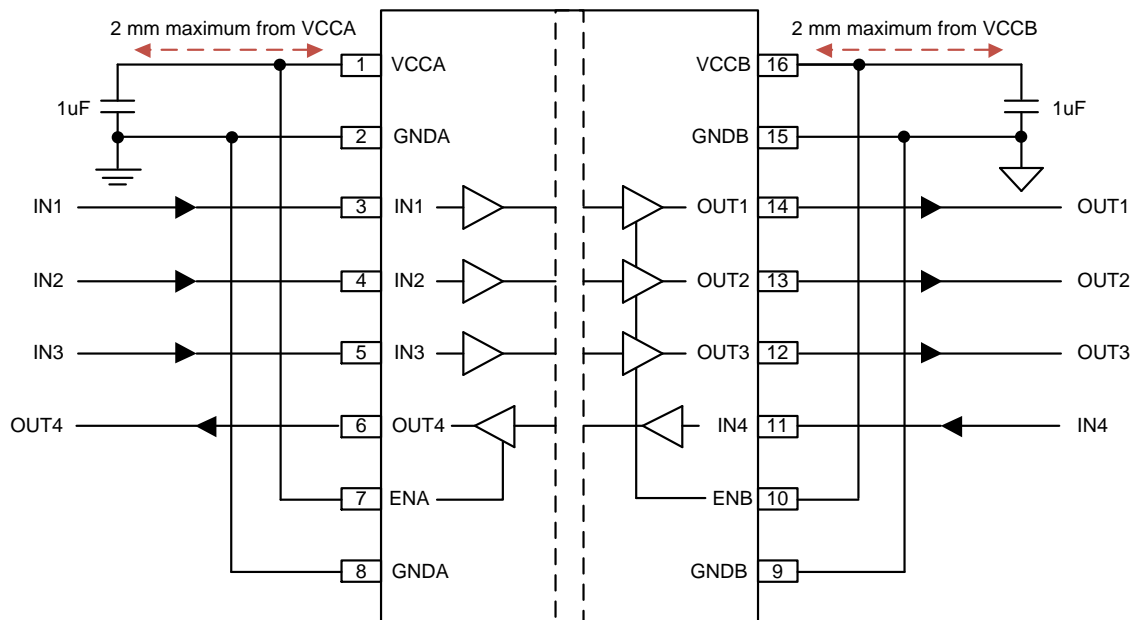 2 mm maximum from VCCA
2 mm maximum from VCCB
1 VCCA VCCB 16
1uF 1uF
2 GNDA GNDB 15
IN1 3 IN1 OUT1 14 OUT1
IN2 4 IN2 OUT2 13 OUT2
IN3 5 IN3 OUT3 12 OUT3
OUT4 6 OUT4 IN4 11 IN4
7 ENA ENB 10
8 GNDA GNDB 9